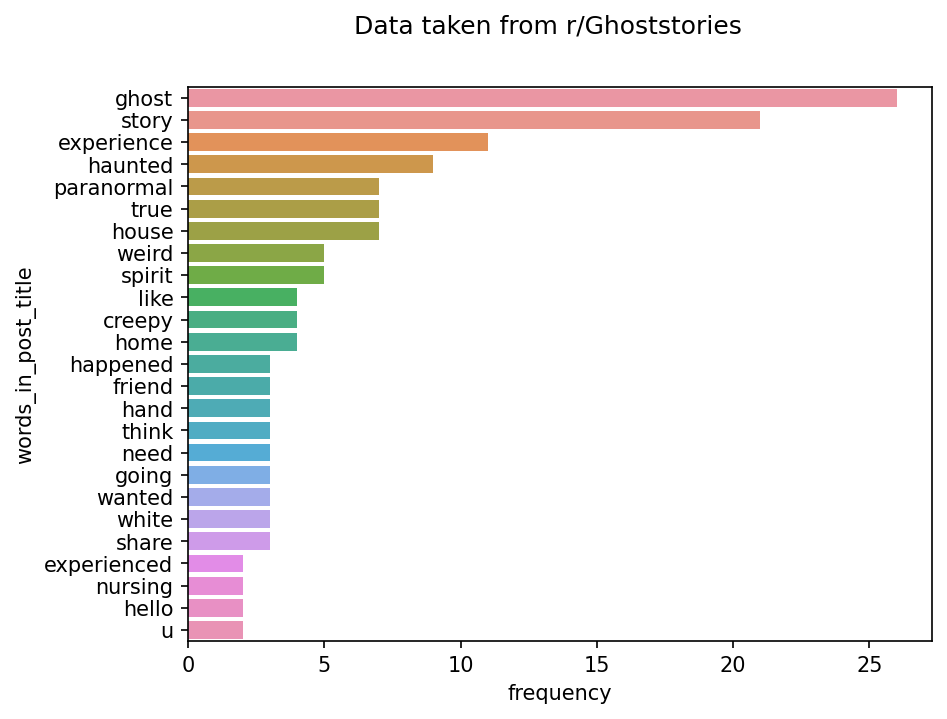 Data taken from r/Ghoststories
words_in_post_title
ghost
story
experience
haunted
paranormal
true
house
weird
spirit
like
creepy
home
happened
friend
hand
think
need
going
wanted
white
share
experienced
nursing
hello
u
0 5 10 15 20 25
frequency